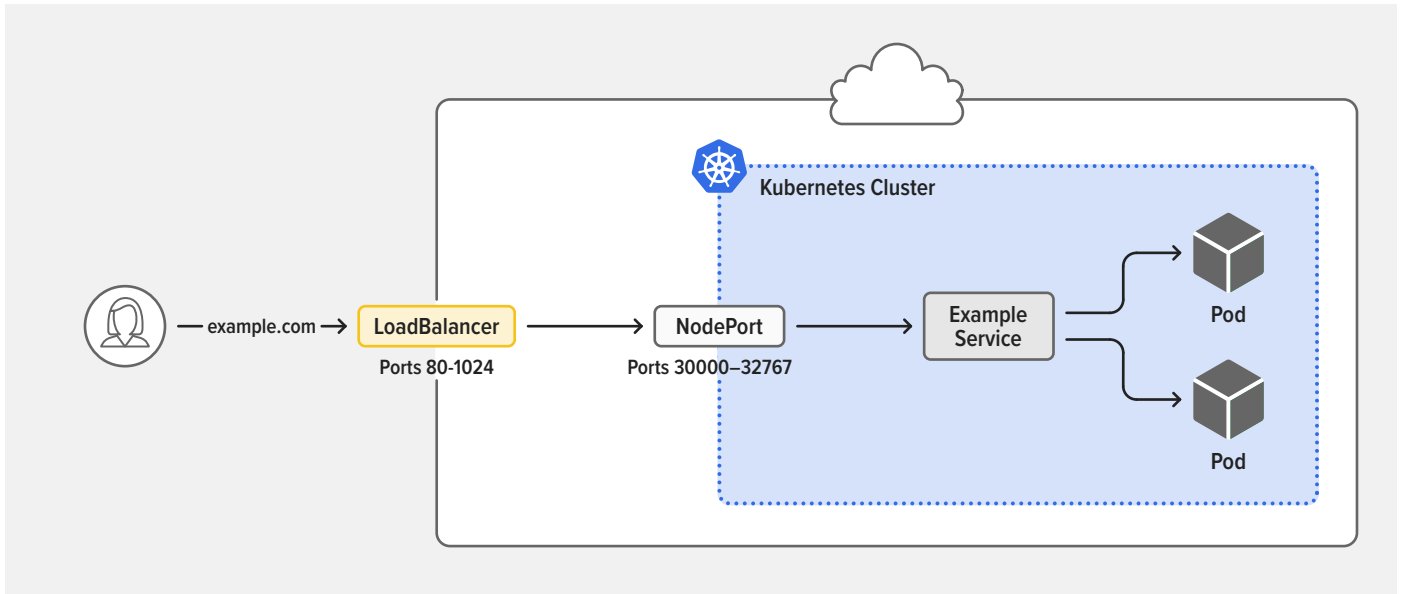 Kubernetes Cluster
example.com
LoadBalancer
Ports 80-1024
NodePort
Ports 30000–32767
Example
Service
Pod
Pod